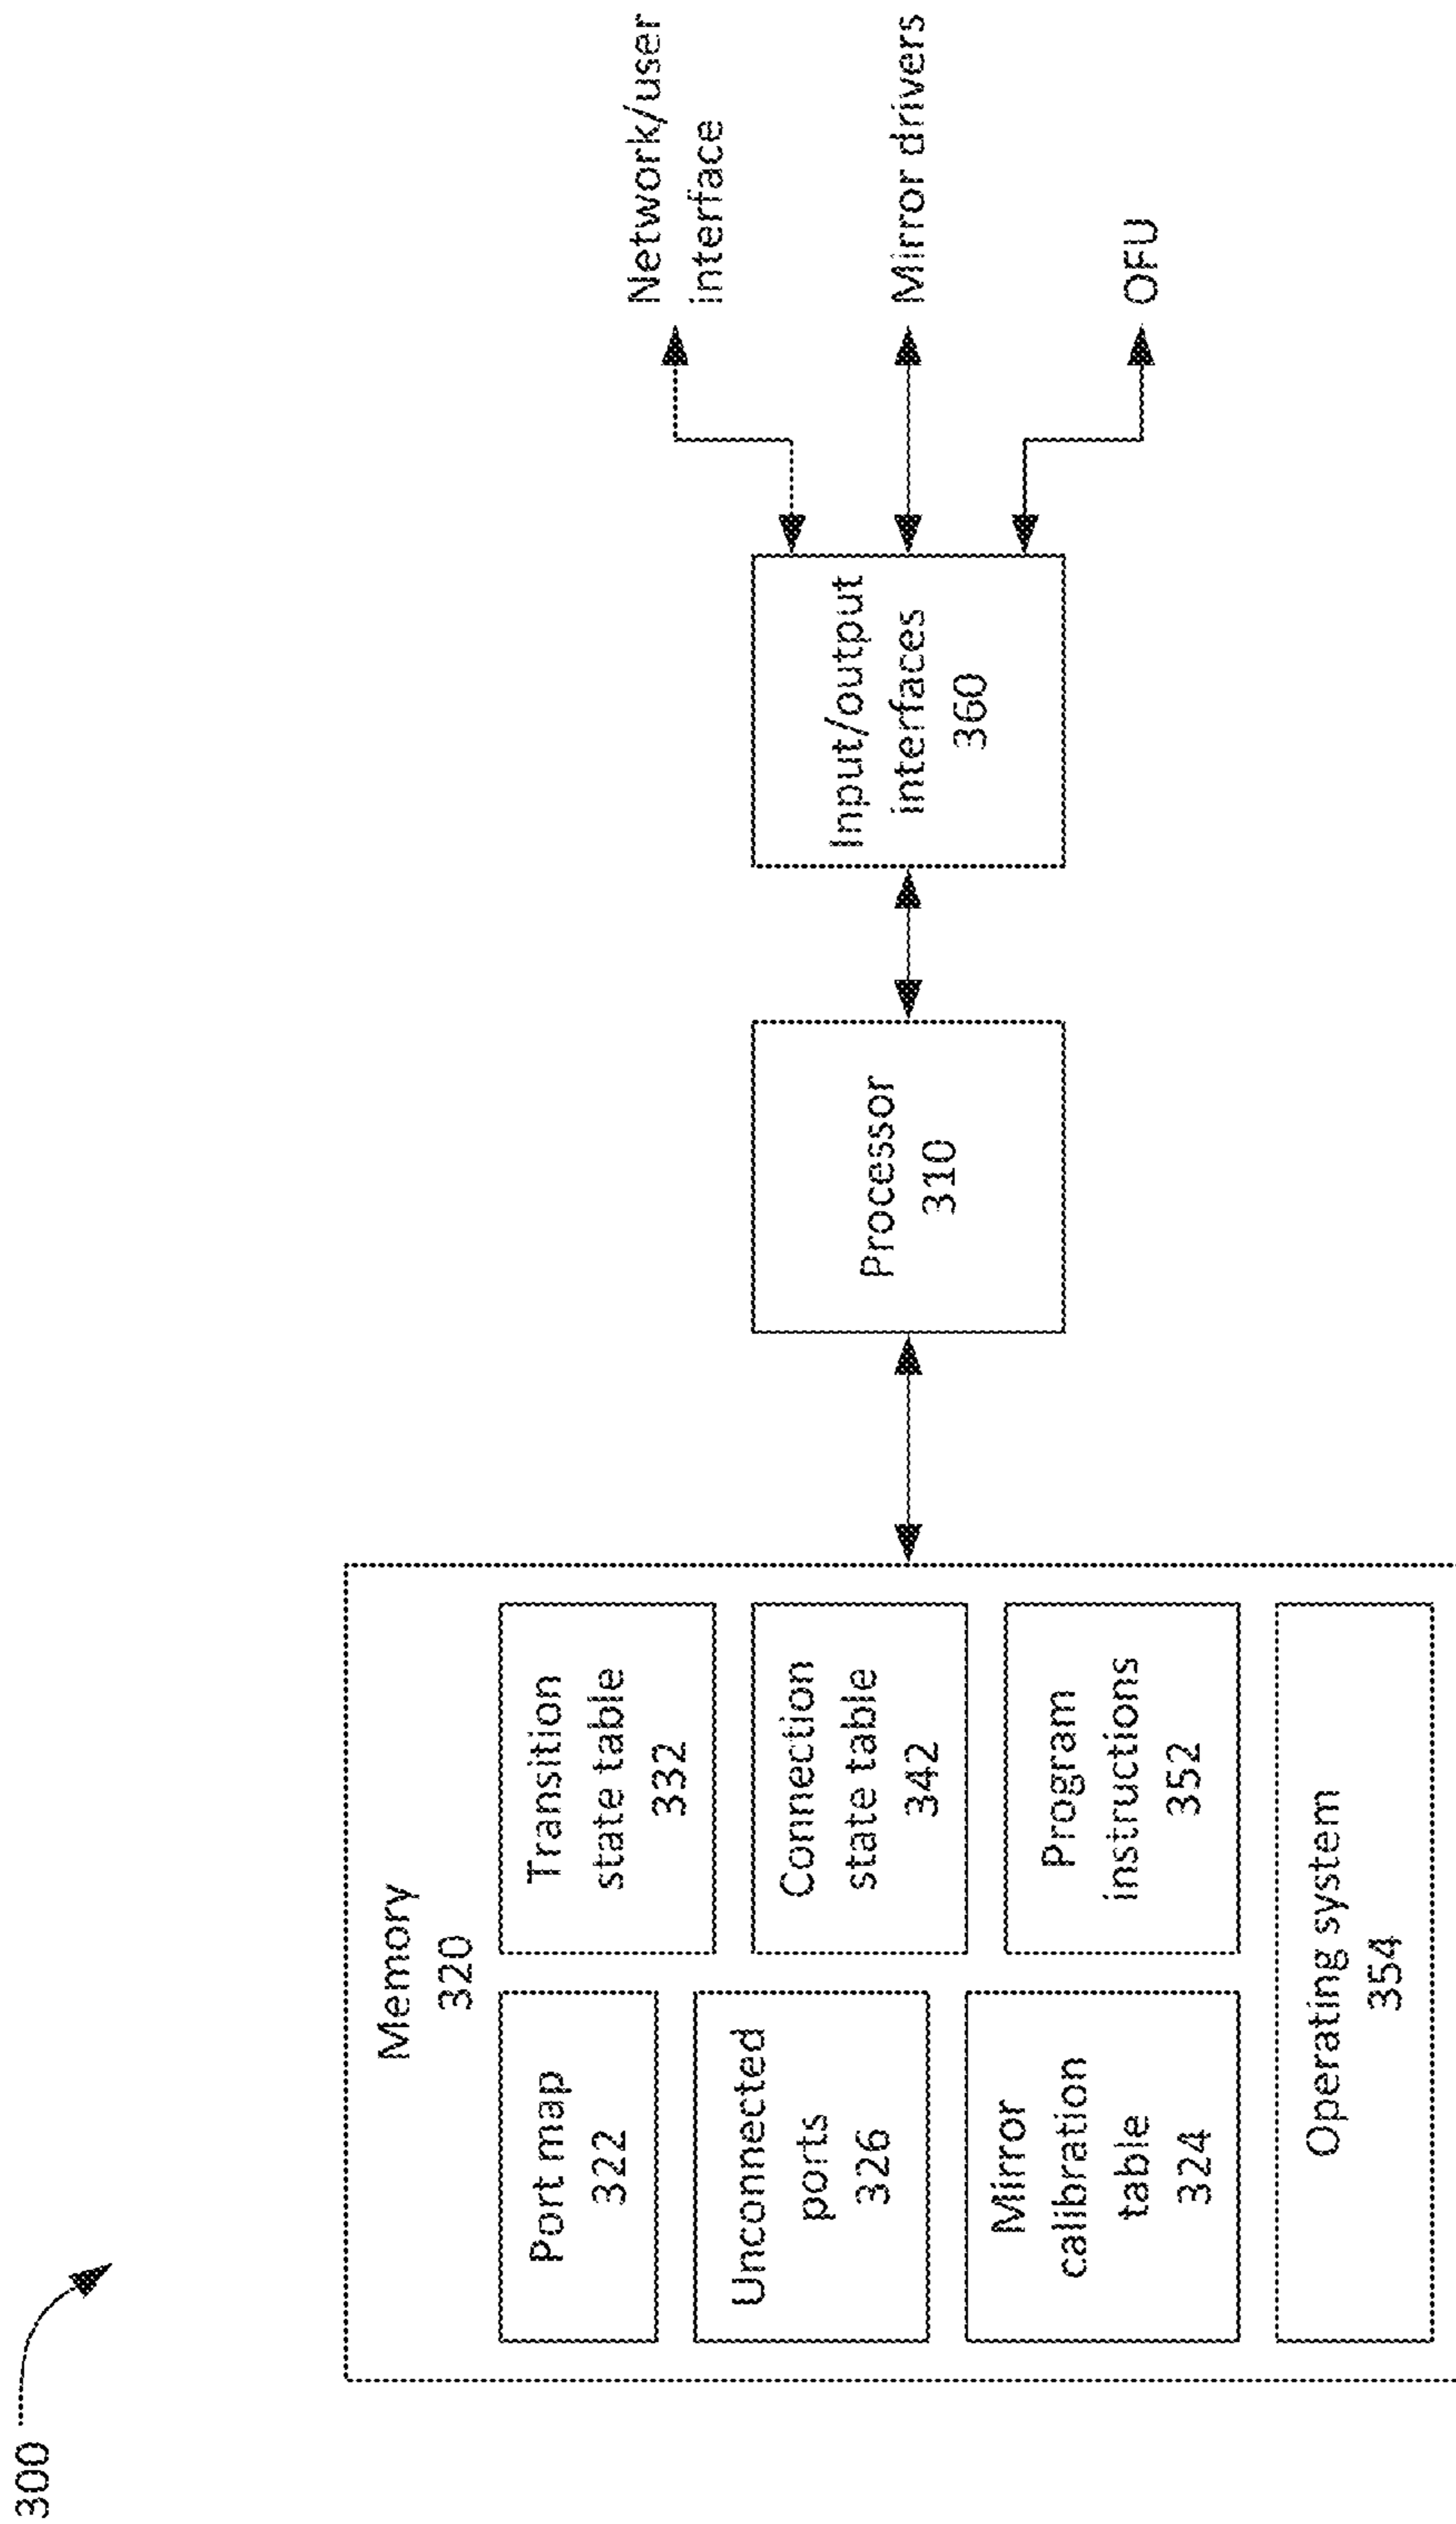 300
Memory
320
Port map
322
Transition
state table
332
Unconnected
ports
326
Connection
state table
342
Mirror
calibration
table
324
Program
instructions
352
Operating system
354
Processor
310
Input/output
interfaces
360
Network/user
interface
Mirror drivers
OFU